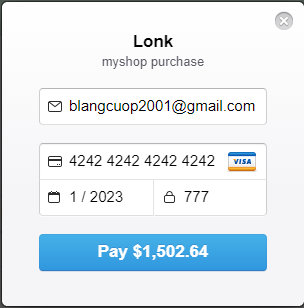 Lonk
myshop purchase
blangcuop2001@gmail.com
4242 4242 4242 4242 VISA
1 / 2023 777
Pay $1,502.64